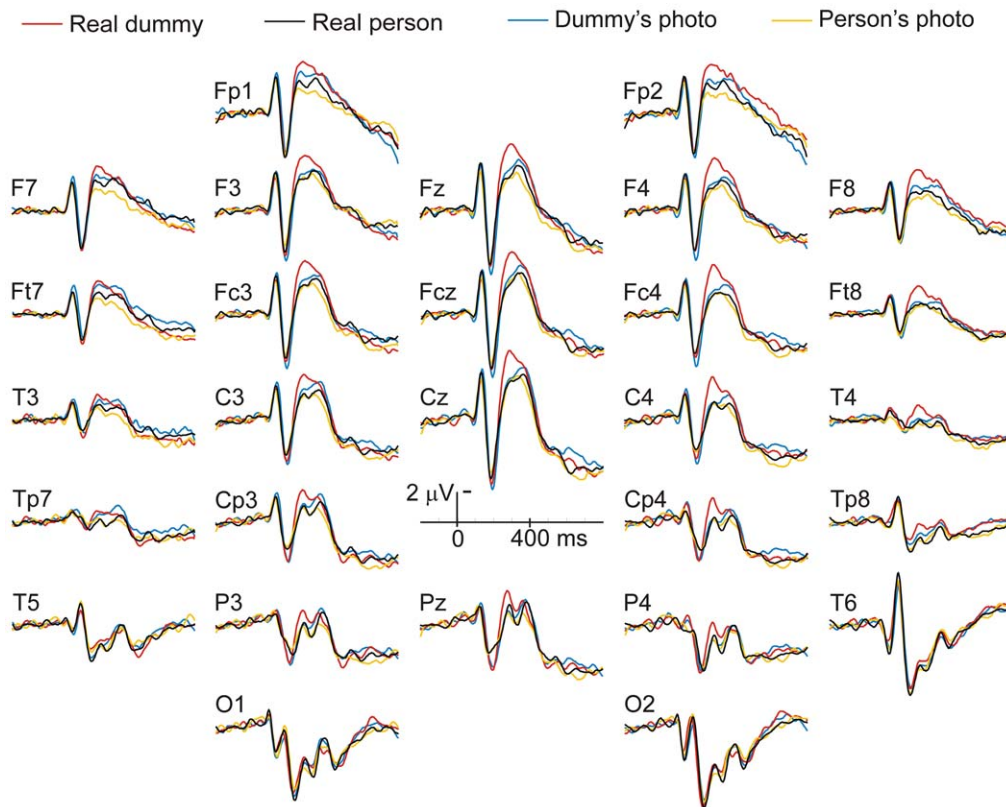 Real dummy Real person Dummy's photo Person's photo
Fp1 Fp2
F7 F3 Fz F4 F8
Ft7 Fc3 Fcz Fc4 Ft8
T3 C3 Cz C4 T4
Tp7 Cp3 2 μV Cp4 Tp8
0 400 ms
T5 P3 Pz P4 T6
O1 O2